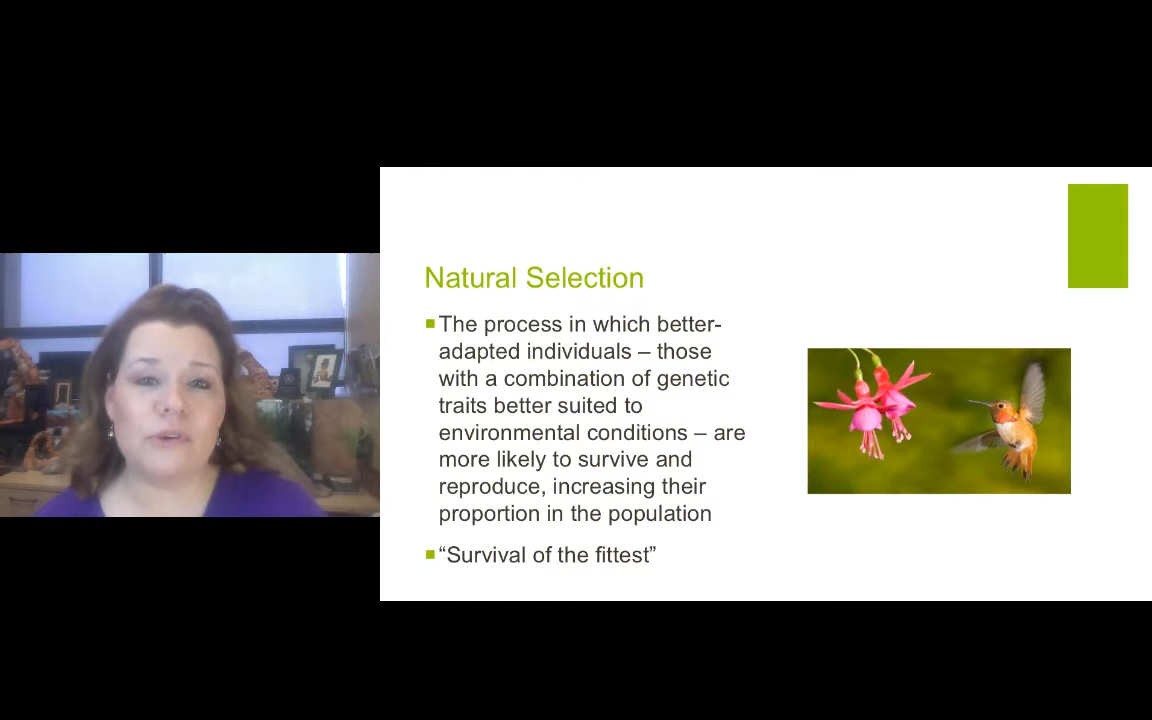 Natural Selection
The process in which better-
adapted individuals – those
with a combination of genetic
traits better suited to
environmental conditions – are
more likely to survive and
reproduce, increasing their
proportion in the population
“Survival of the fittest”